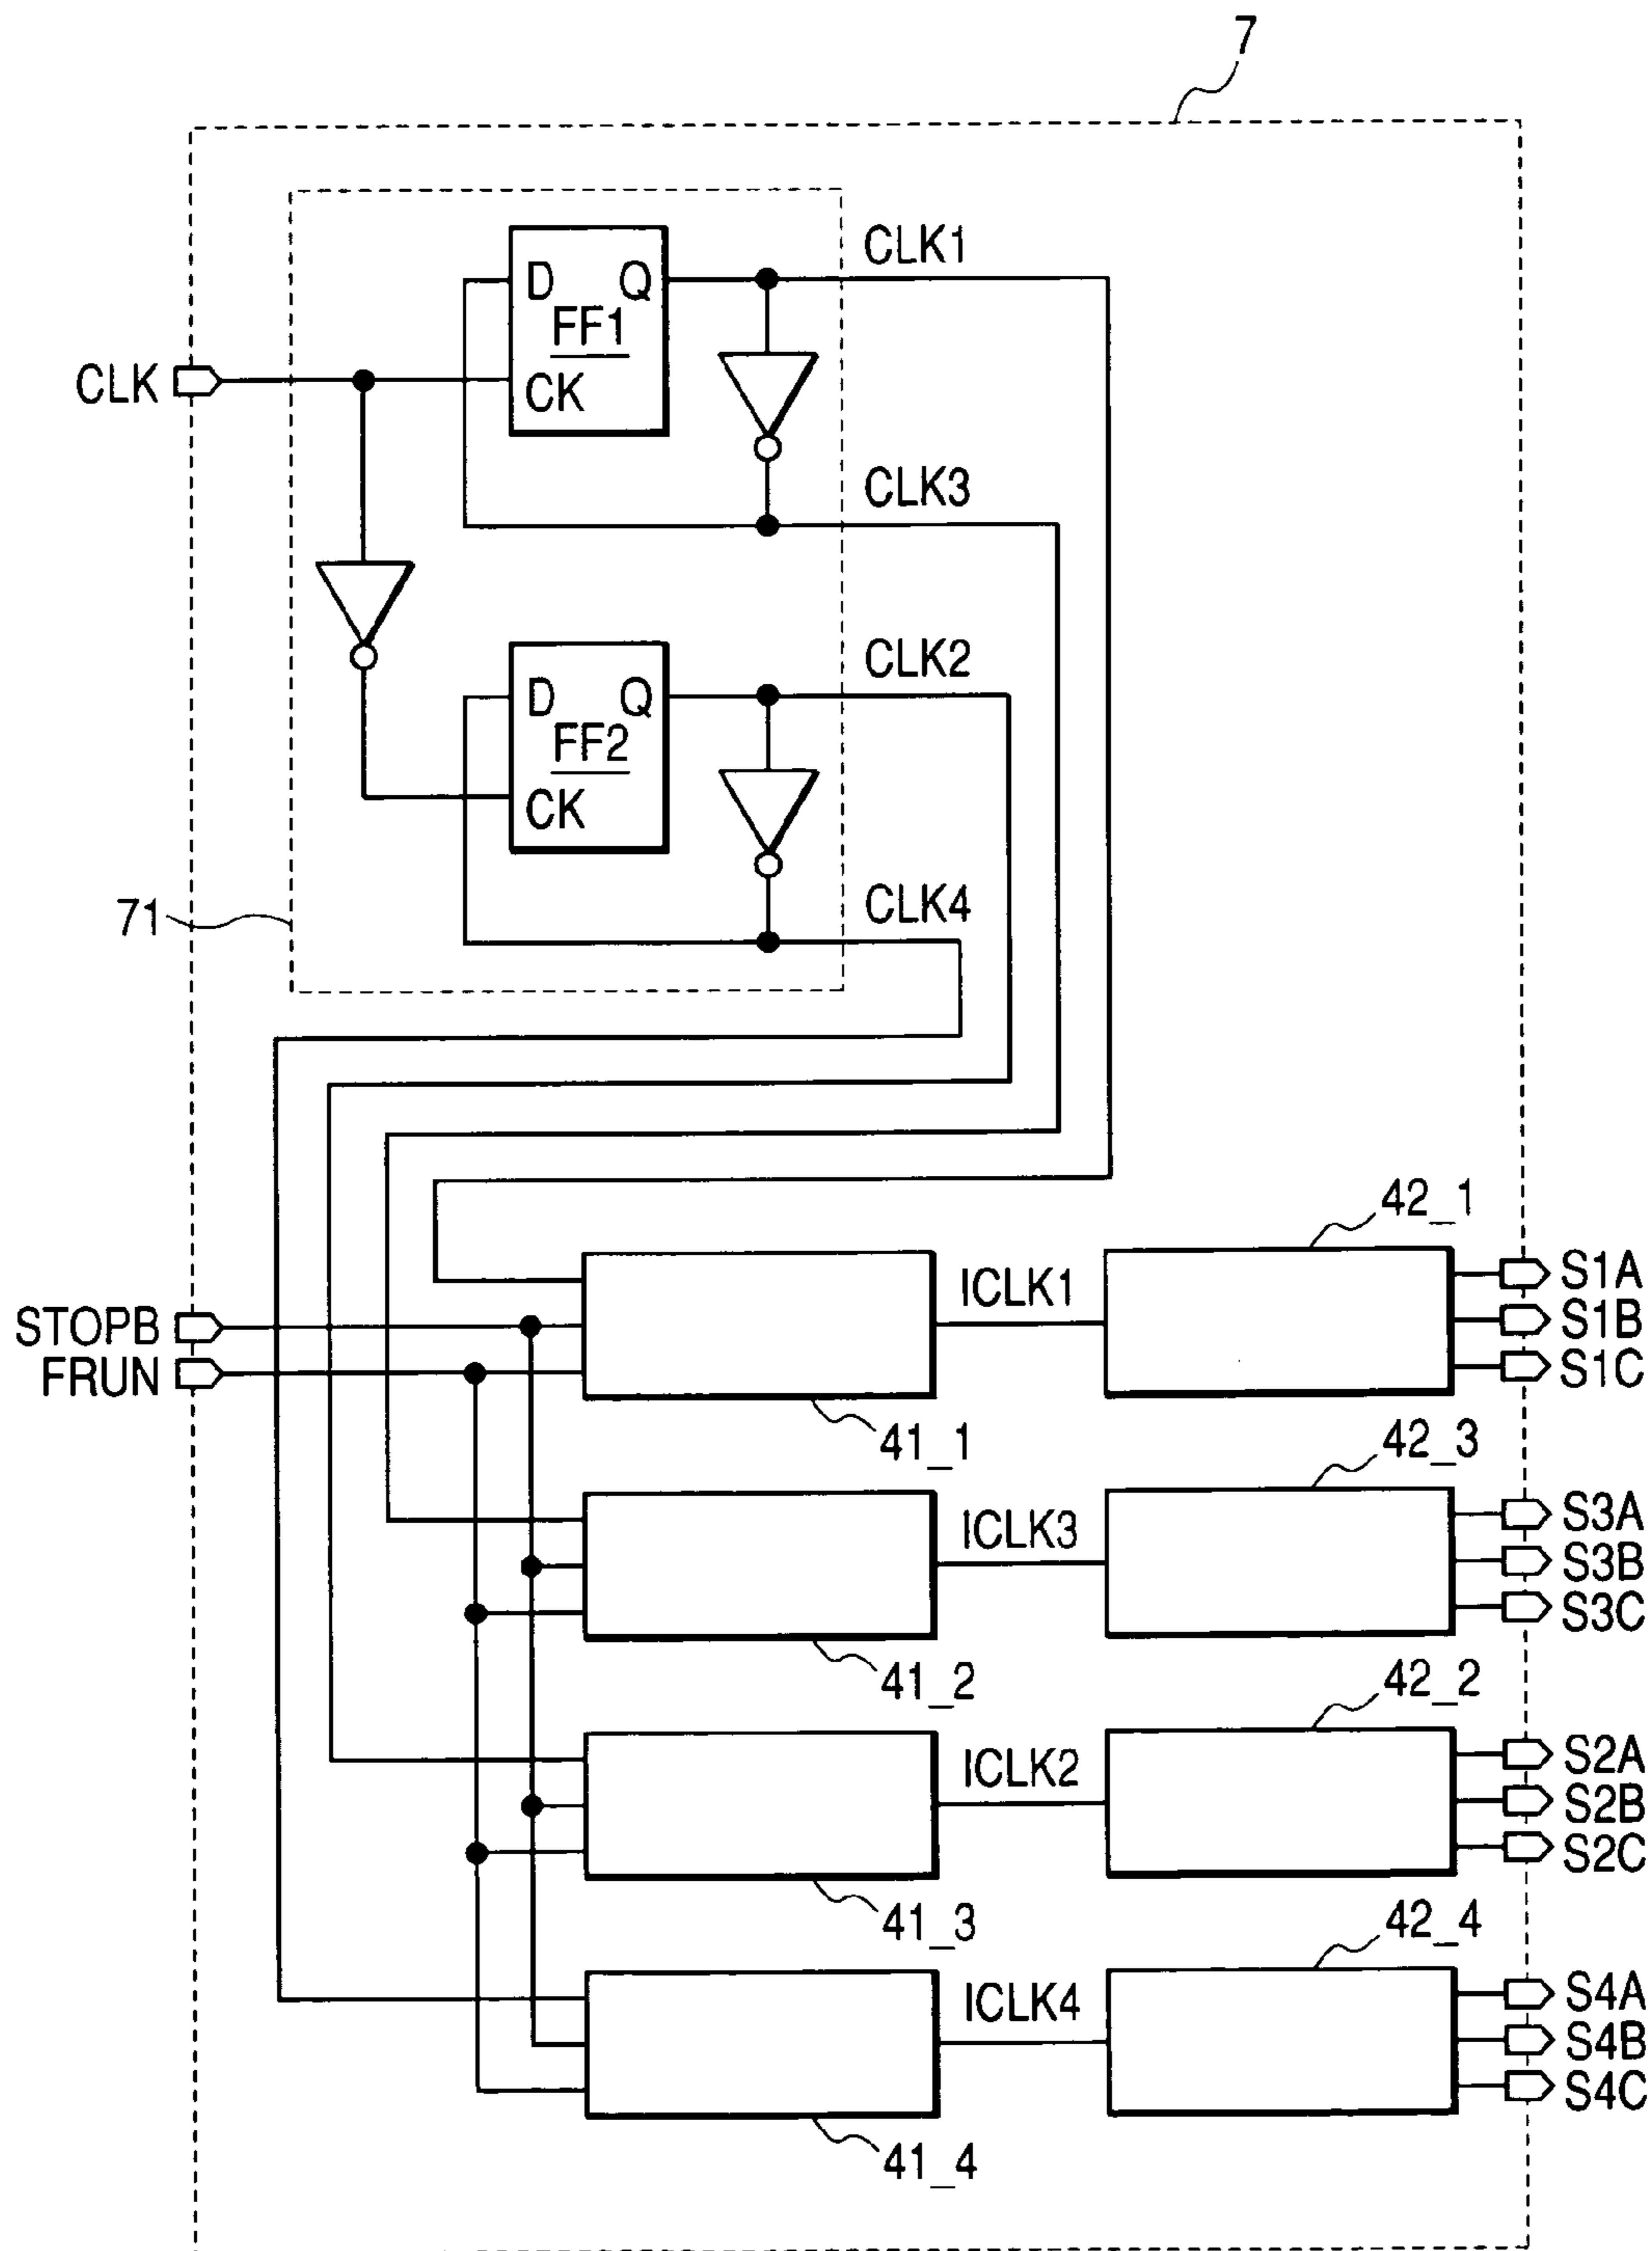 7
CLK1
D Q
FF1
CK
CLK
CLK3
CLK2
D Q
FF2
CK
71
CLK4
42_1
ICLK1
S1A
STOPB
S1B
FRUN
S1C
41_1
42_3
ICLK3
S3A
S3B
S3C
41_2
42_2
ICLK2
S2A
S2B
S2C
41_3
42_4
ICLK4
S4A
S4B
S4C
41_4